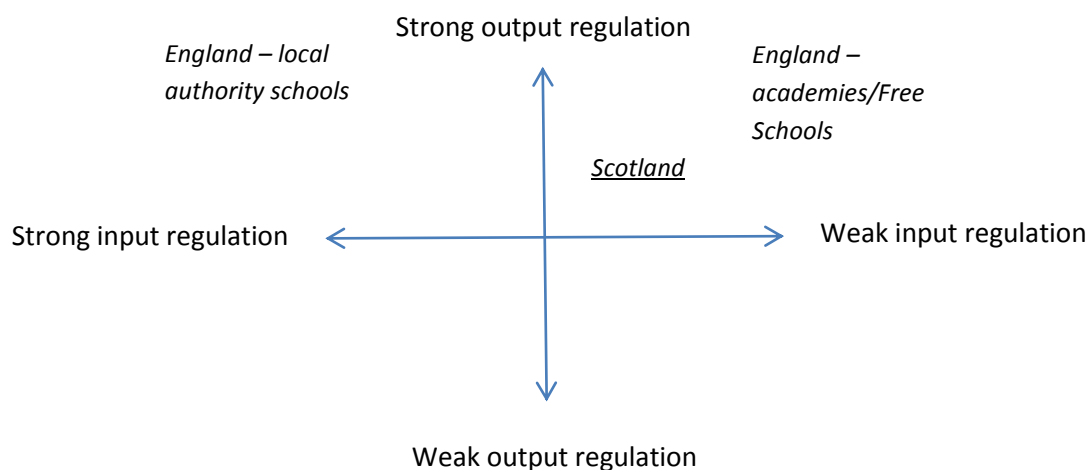 Strong output regulation
England – local
authority schools
England –
academies/Free
Schools
Scotland
Strong input regulation
Weak input regulation
Weak output regulation